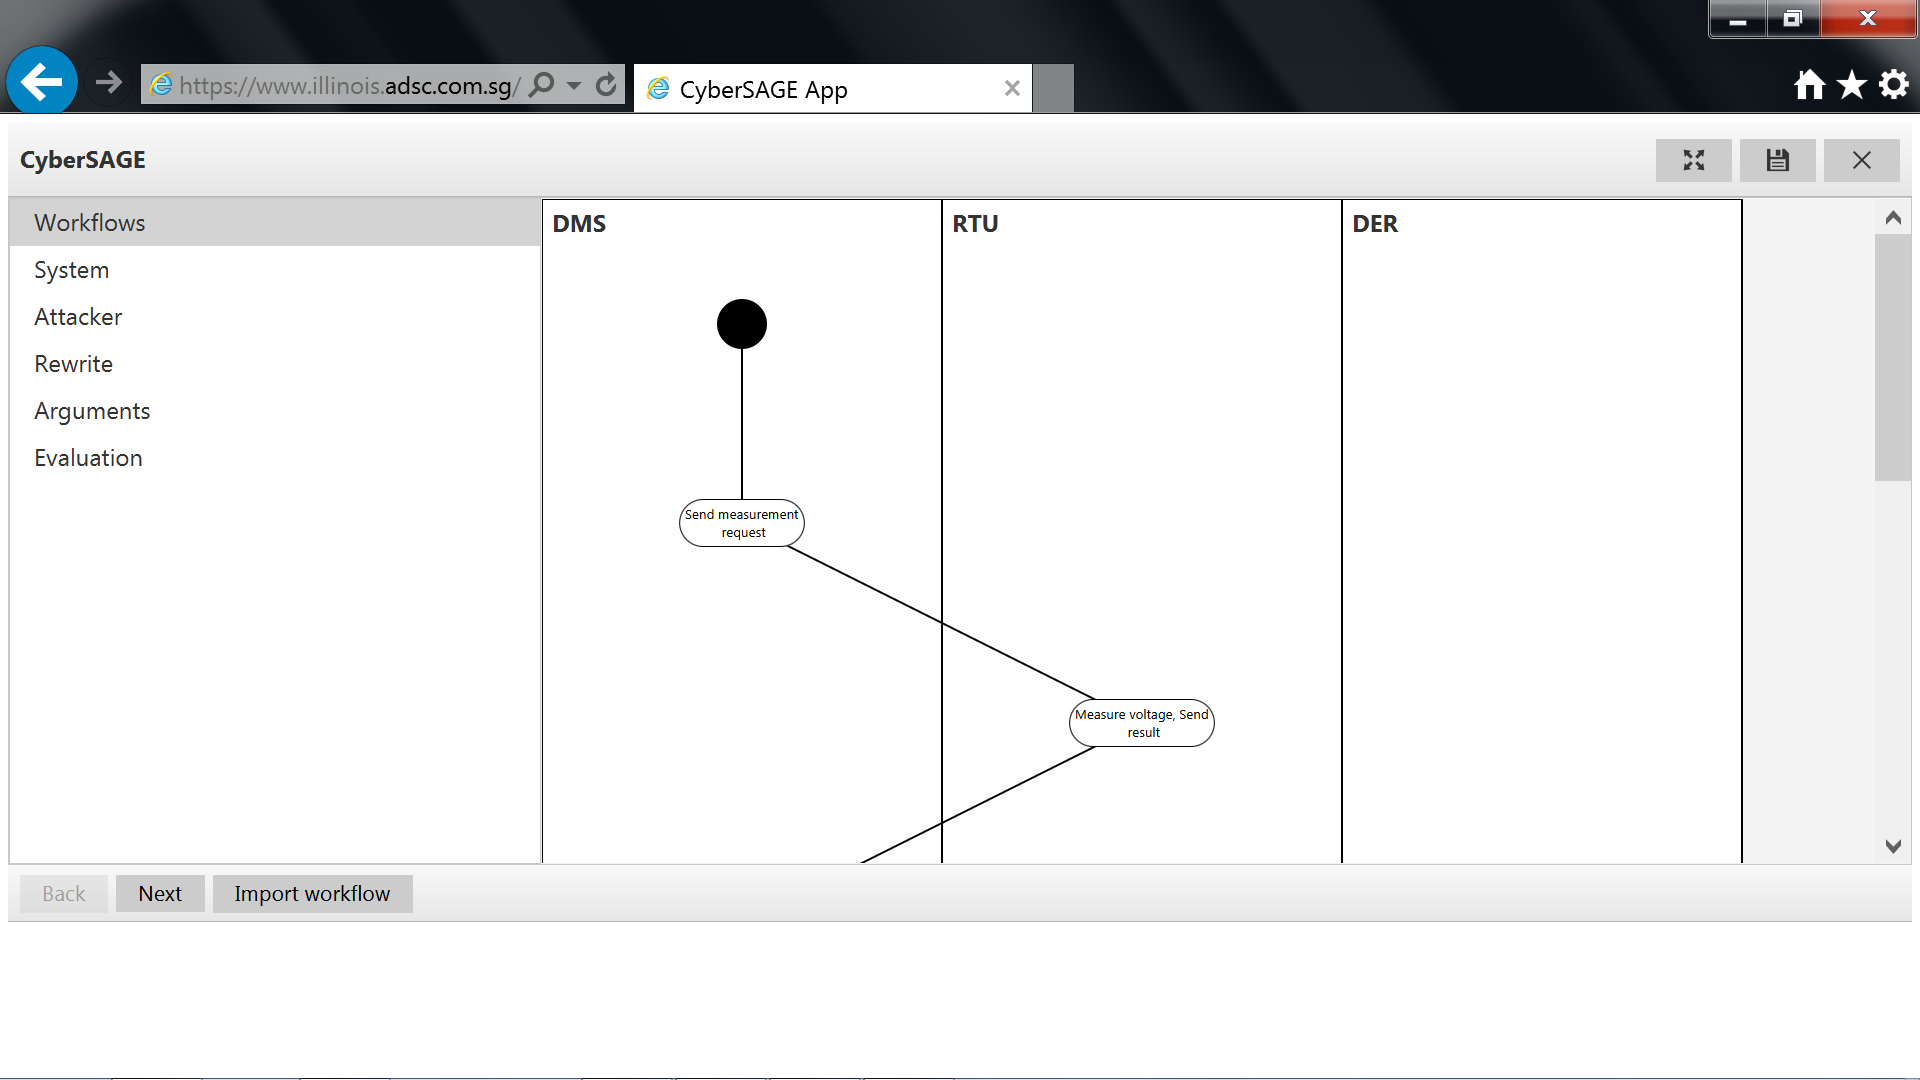 https://www.illinois.adsc.com.sg/
CyberSAGE App
CyberSAGE
Workflows
System
Attacker
Rewrite
Arguments
Evaluation
DMS
RTU
DER
Send measurement
request
Measure voltage, Send
result
Back
Next
Import workflow